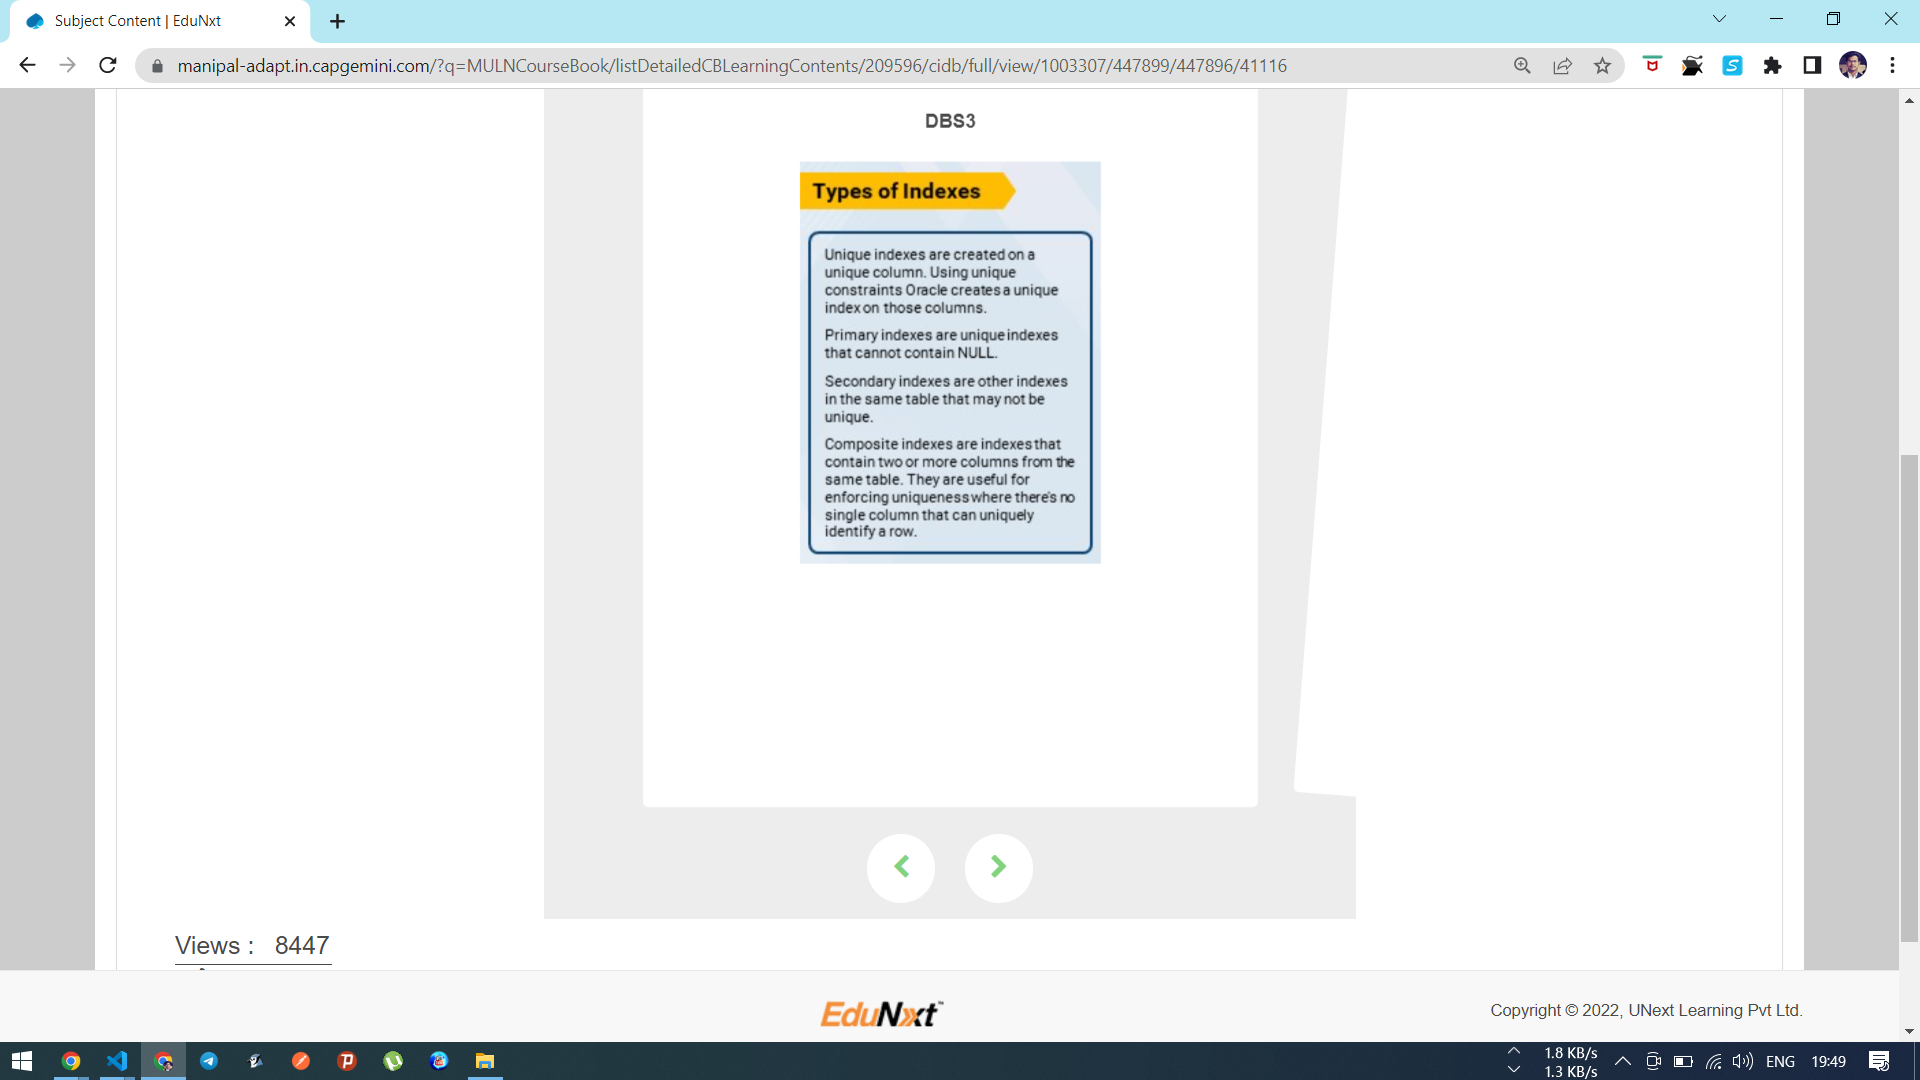 Subject Content | EduNxt
manipal-adapt.in.capgemini.com/?q=MULNCourseBook/listDetailedCBLearningContents/209596/cidb/full/view/1003307/447899/447896/41116
DBS3
Types of Indexes
Unique indexes are created on a
unique column. Using unique
constraints Oracle creates a unique
index on those columns.
Primary indexes are unique indexes
that cannot contain NULL.
Secondary indexes are other indexes
in the same table that may not be
unique.
Composite indexes are indexes that
contain two or more columns from the
same table. They are useful for
enforcing uniqueness where there's no
single column that can uniquely
identify a row.
Views : 8447
EduNxt
Copyright © 2022, UNext Learning Pvt Ltd.
1.8 KB/s
1.3 KB/s
ENG
19:49